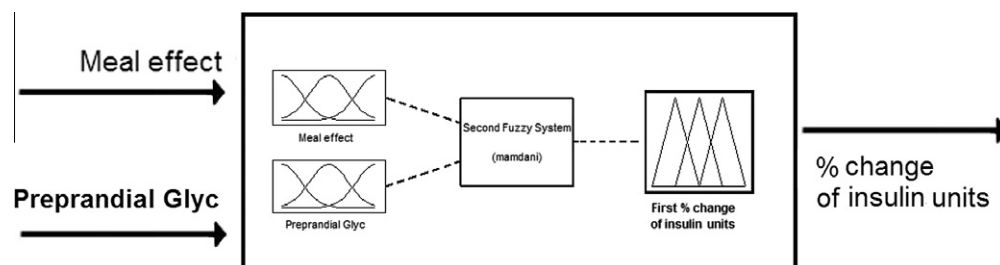 Meal effect
Preprandial Glyc
Meal effect
Preprandial Glyc
Second Fuzzy System
(mamdani)
First % change
of insulin units
% change
of insulin units